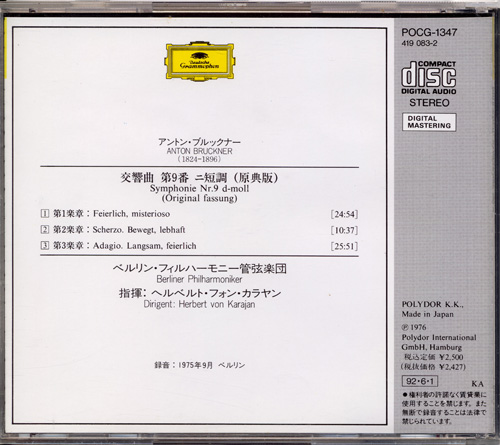 Deutsche
Grammophon
アントン・ブルックナー
ANTON BRUCKNER
(1824-1896)
交響曲 第9番 ニ短調 (原典版)
Symphonie Nr.9 d-moll
(Original fassung)
1 第1楽章:Feierlich, misterioso [24:54]
2 第2楽章:Scherzo. Bewegt, lebhaft [10:37]
3 第3楽章:Adagio. Langsam, feierlich [25:51]
ベルリン・フィルハーモニー管弦楽団
Berliner Philharmoniker
指揮:ヘルベルト・フォン・カラヤン
Dirigent: Herbert von Karajan
録音:1975年9月 ベルリン
POCG-1347
419 083-2
COMPACT
disc
DIGITAL AUDIO
STEREO
DIGITAL
MASTERING
POLYDOR K.K.,
Made in Japan
Ⓟ 1976
Polydor International
GmbH, Hamburg
税込定価 ¥2,500
(税抜価格 ¥2,427)
92・6・1 KA
●権利者の許諾なく賃貸業に
使用することを禁じます。また
無断で録音することは法律で
禁じられています。